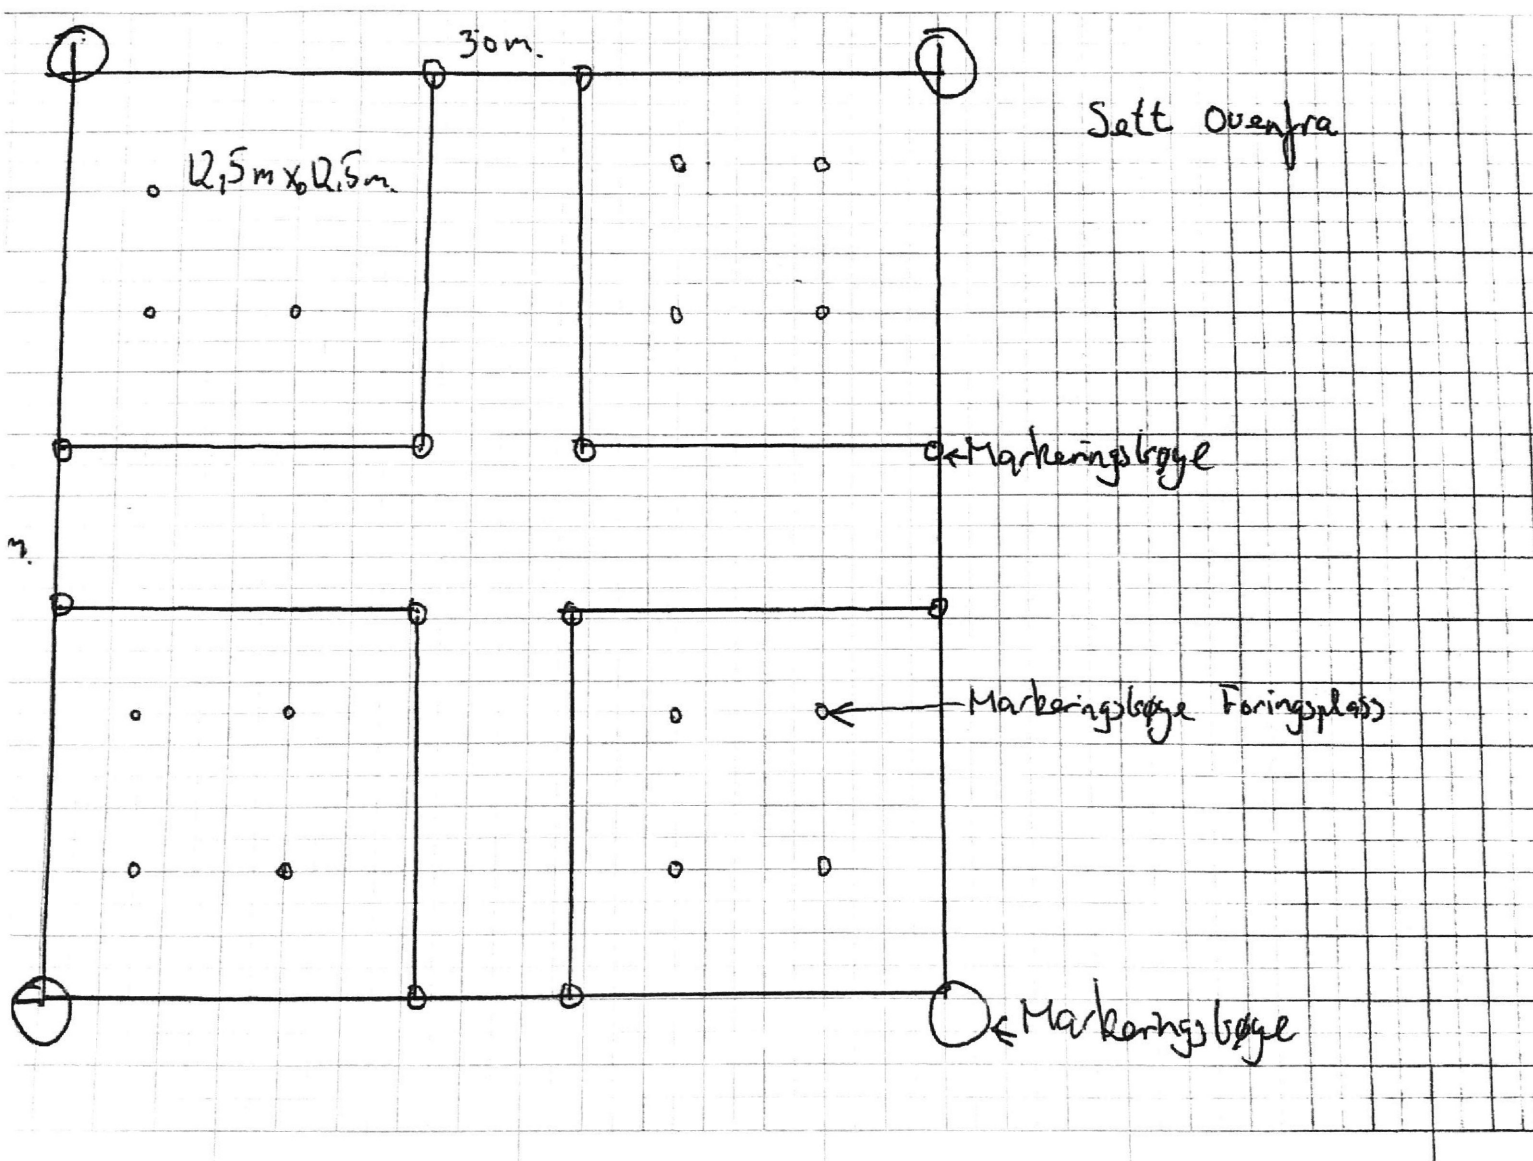 30m.
Sett Ovenfra
12,5m x 12,5m.
Markeringsbøye
m.
Markeringsbøye Foringsplass
Markeringsbøye